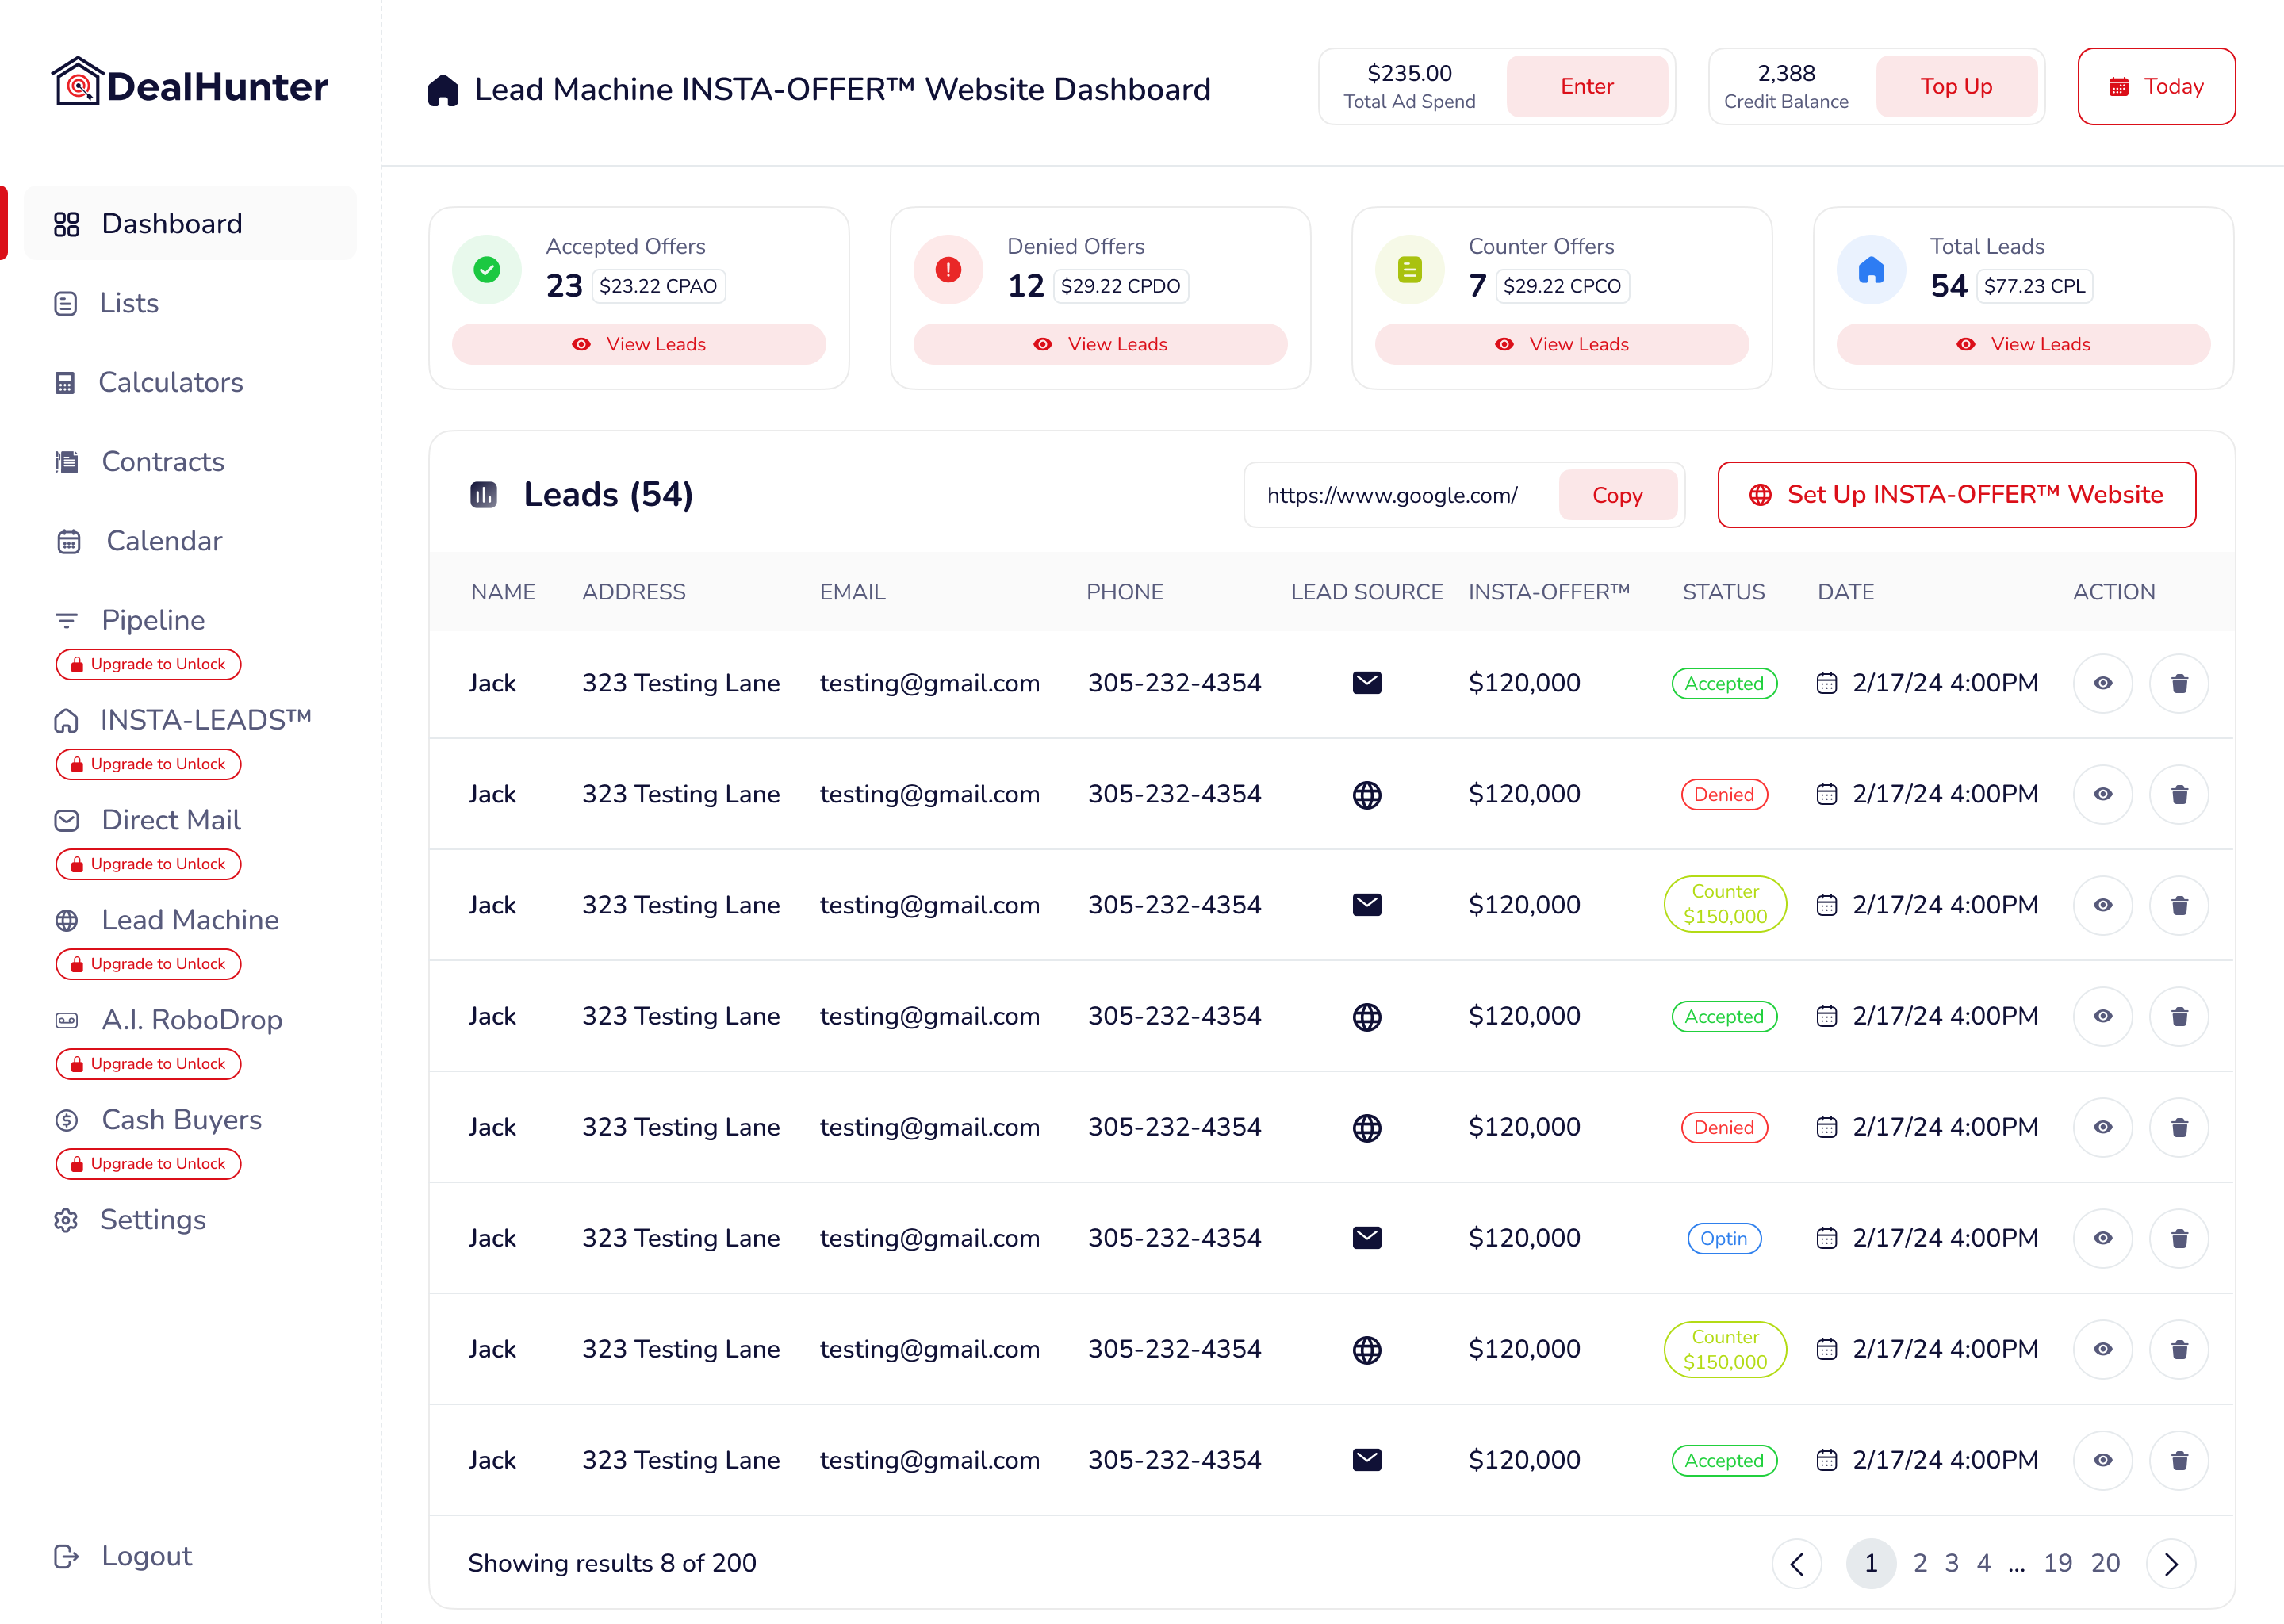 DealHunter
Dashboard
Lists
Calculators
Contracts
Calendar
Pipeline
Upgrade to Unlock
INSTA-LEADS™
Upgrade to Unlock
Direct Mail
Upgrade to Unlock
Lead Machine
Upgrade to Unlock
A.I. RoboDrop
Upgrade to Unlock
Cash Buyers
Upgrade to Unlock
Settings
Logout
Lead Machine INSTA-OFFER™ Website Dashboard
$235.00
Total Ad Spend
Enter
2,388
Credit Balance
Top Up
Today
Accepted Offers
23 $23.22 CPAO
View Leads
Denied Offers
12 $29.22 CPDO
View Leads
Counter Offers
7 $29.22 CPCO
View Leads
Total Leads
54 $77.23 CPL
View Leads
Leads (54)
https://www.google.com/ Copy
Set Up INSTA-OFFER™ Website
NAME ADDRESS EMAIL PHONE LEAD SOURCE INSTA-OFFER™ STATUS DATE ACTION
Jack 323 Testing Lane testing@gmail.com 305-232-4354 $120,000 Accepted 2/17/24 4:00PM
Jack 323 Testing Lane testing@gmail.com 305-232-4354 $120,000 Denied 2/17/24 4:00PM
Jack 323 Testing Lane testing@gmail.com 305-232-4354 $120,000 Counter $150,000 2/17/24 4:00PM
Jack 323 Testing Lane testing@gmail.com 305-232-4354 $120,000 Accepted 2/17/24 4:00PM
Jack 323 Testing Lane testing@gmail.com 305-232-4354 $120,000 Denied 2/17/24 4:00PM
Jack 323 Testing Lane testing@gmail.com 305-232-4354 $120,000 Optin 2/17/24 4:00PM
Jack 323 Testing Lane testing@gmail.com 305-232-4354 $120,000 Counter $150,000 2/17/24 4:00PM
Jack 323 Testing Lane testing@gmail.com 305-232-4354 $120,000 Accepted 2/17/24 4:00PM
Showing results 8 of 200
1 2 3 4 ... 19 20